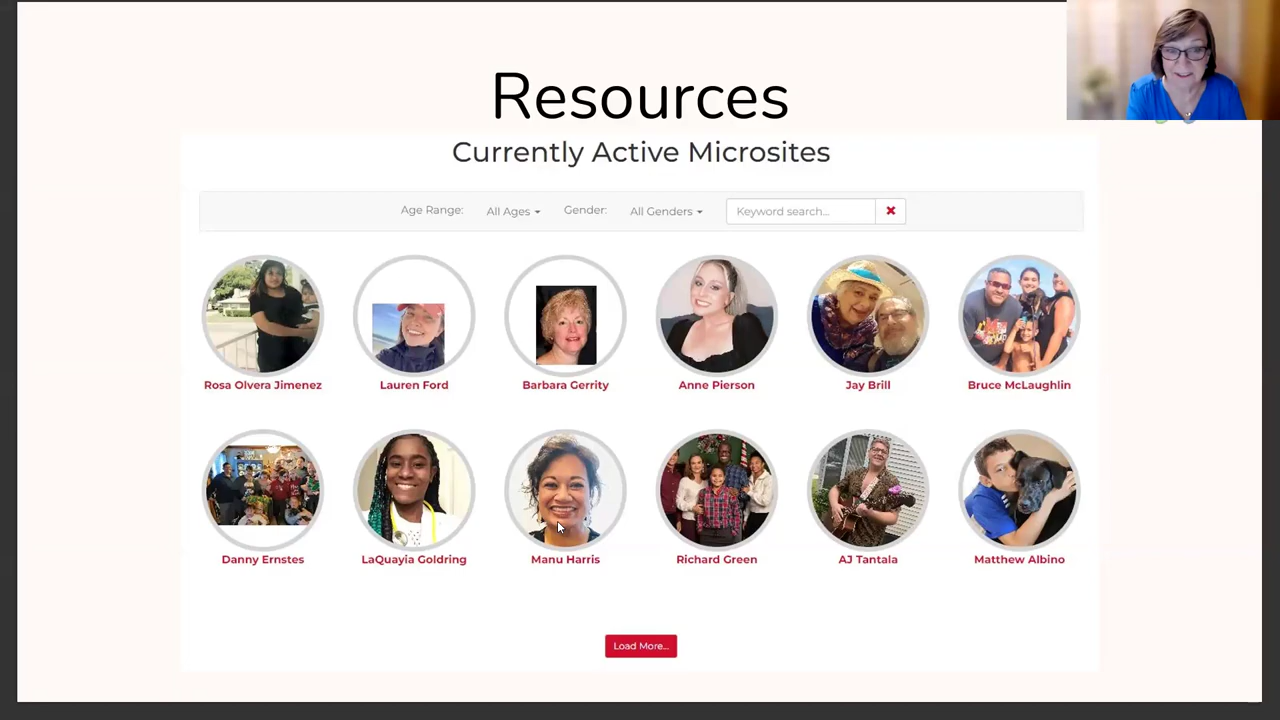 Resources
Currently Active Microsites
Age Range: All Ages Gender: All Genders Keyword search...
Rosa Olvera Jimenez Lauren Ford Barbara Gerrity Anne Pierson Jay Brill Bruce McLaughlin
Danny Ernstes LaQuayia Goldring Manu Harris Richard Green AJ Tantala Matthew Albino
Load More...